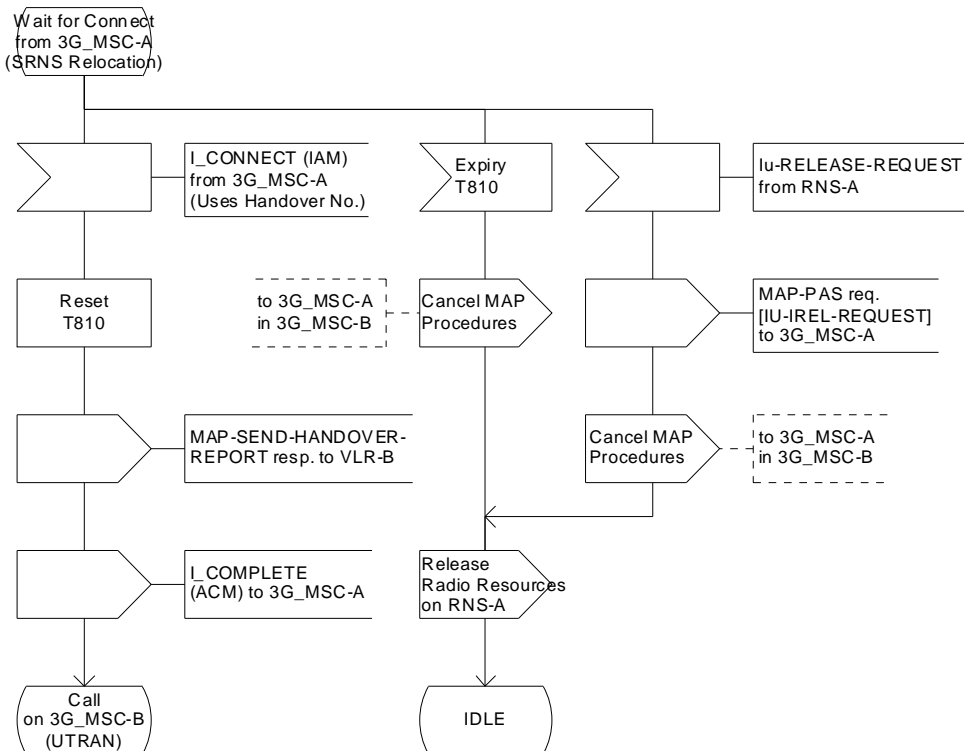 Wait for Connect
from 3G_MSC-A
(SRNS Relocation)
I_CONNECT (IAM)
from 3G_MSC-A
(Uses Handover No.)
Expiry
T810
Iu-RELEASE-REQUEST
from RNS-A
Reset
T810
to 3G_MSC-A
in 3G_MSC-B
Cancel MAP
Procedures
MAP-PAS req.
[IU-IREL-REQUEST]
to 3G_MSC-A
MAP-SEND-HANDOVER-
REPORT resp. to VLR-B
Cancel MAP
Procedures
to 3G_MSC-A
in 3G_MSC-B
I_COMPLETE
(ACM) to 3G_MSC-A
Release
Radio Resources
on RNS-A
Call
on 3G_MSC-B
(UTRAN)
IDLE